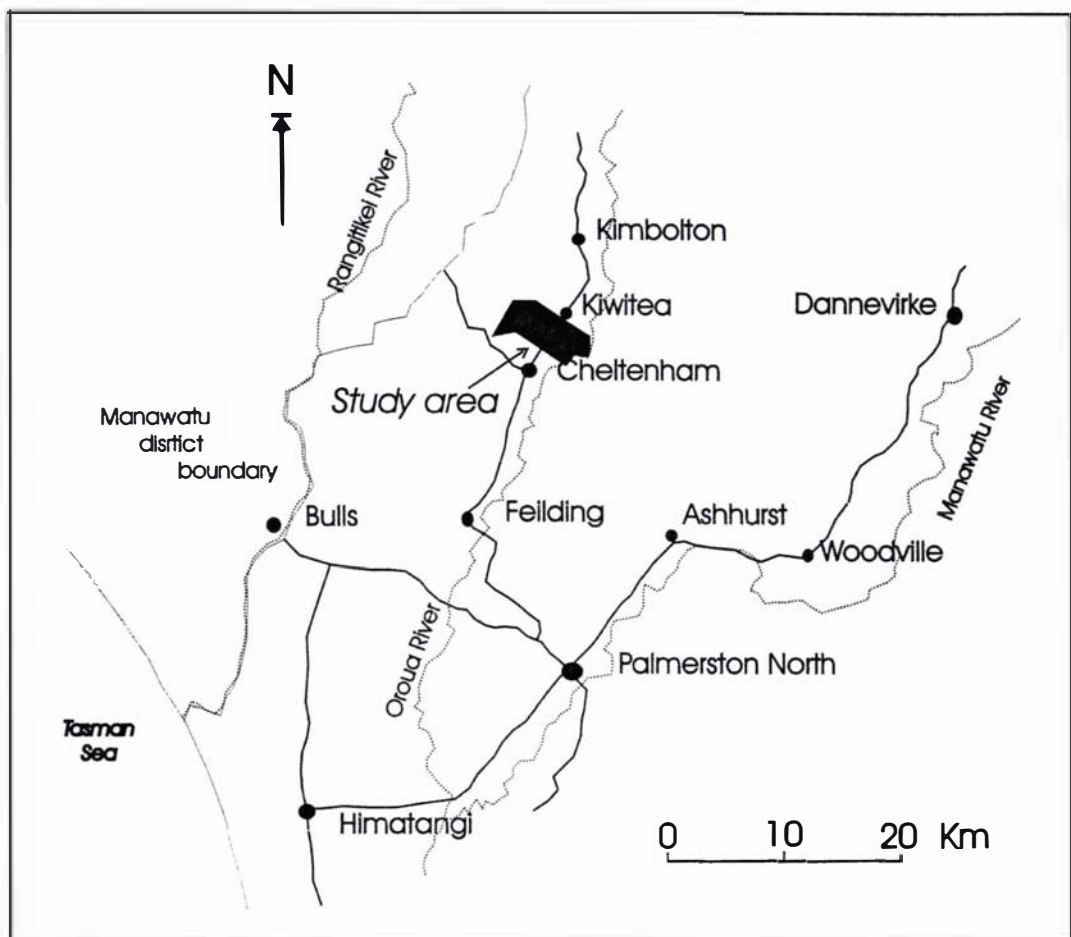 N
Rangitikei River
Kimbolton
Kiwitea
Dannevirke
Cheltenham
Study area
Manawatu
disrtict
boundary
Manawatu River
Bulls
Feilding
Ashhurst
Woodville
Oroua River
Palmerston North
Tasman
Sea
Himatangi
0 10 20 Km